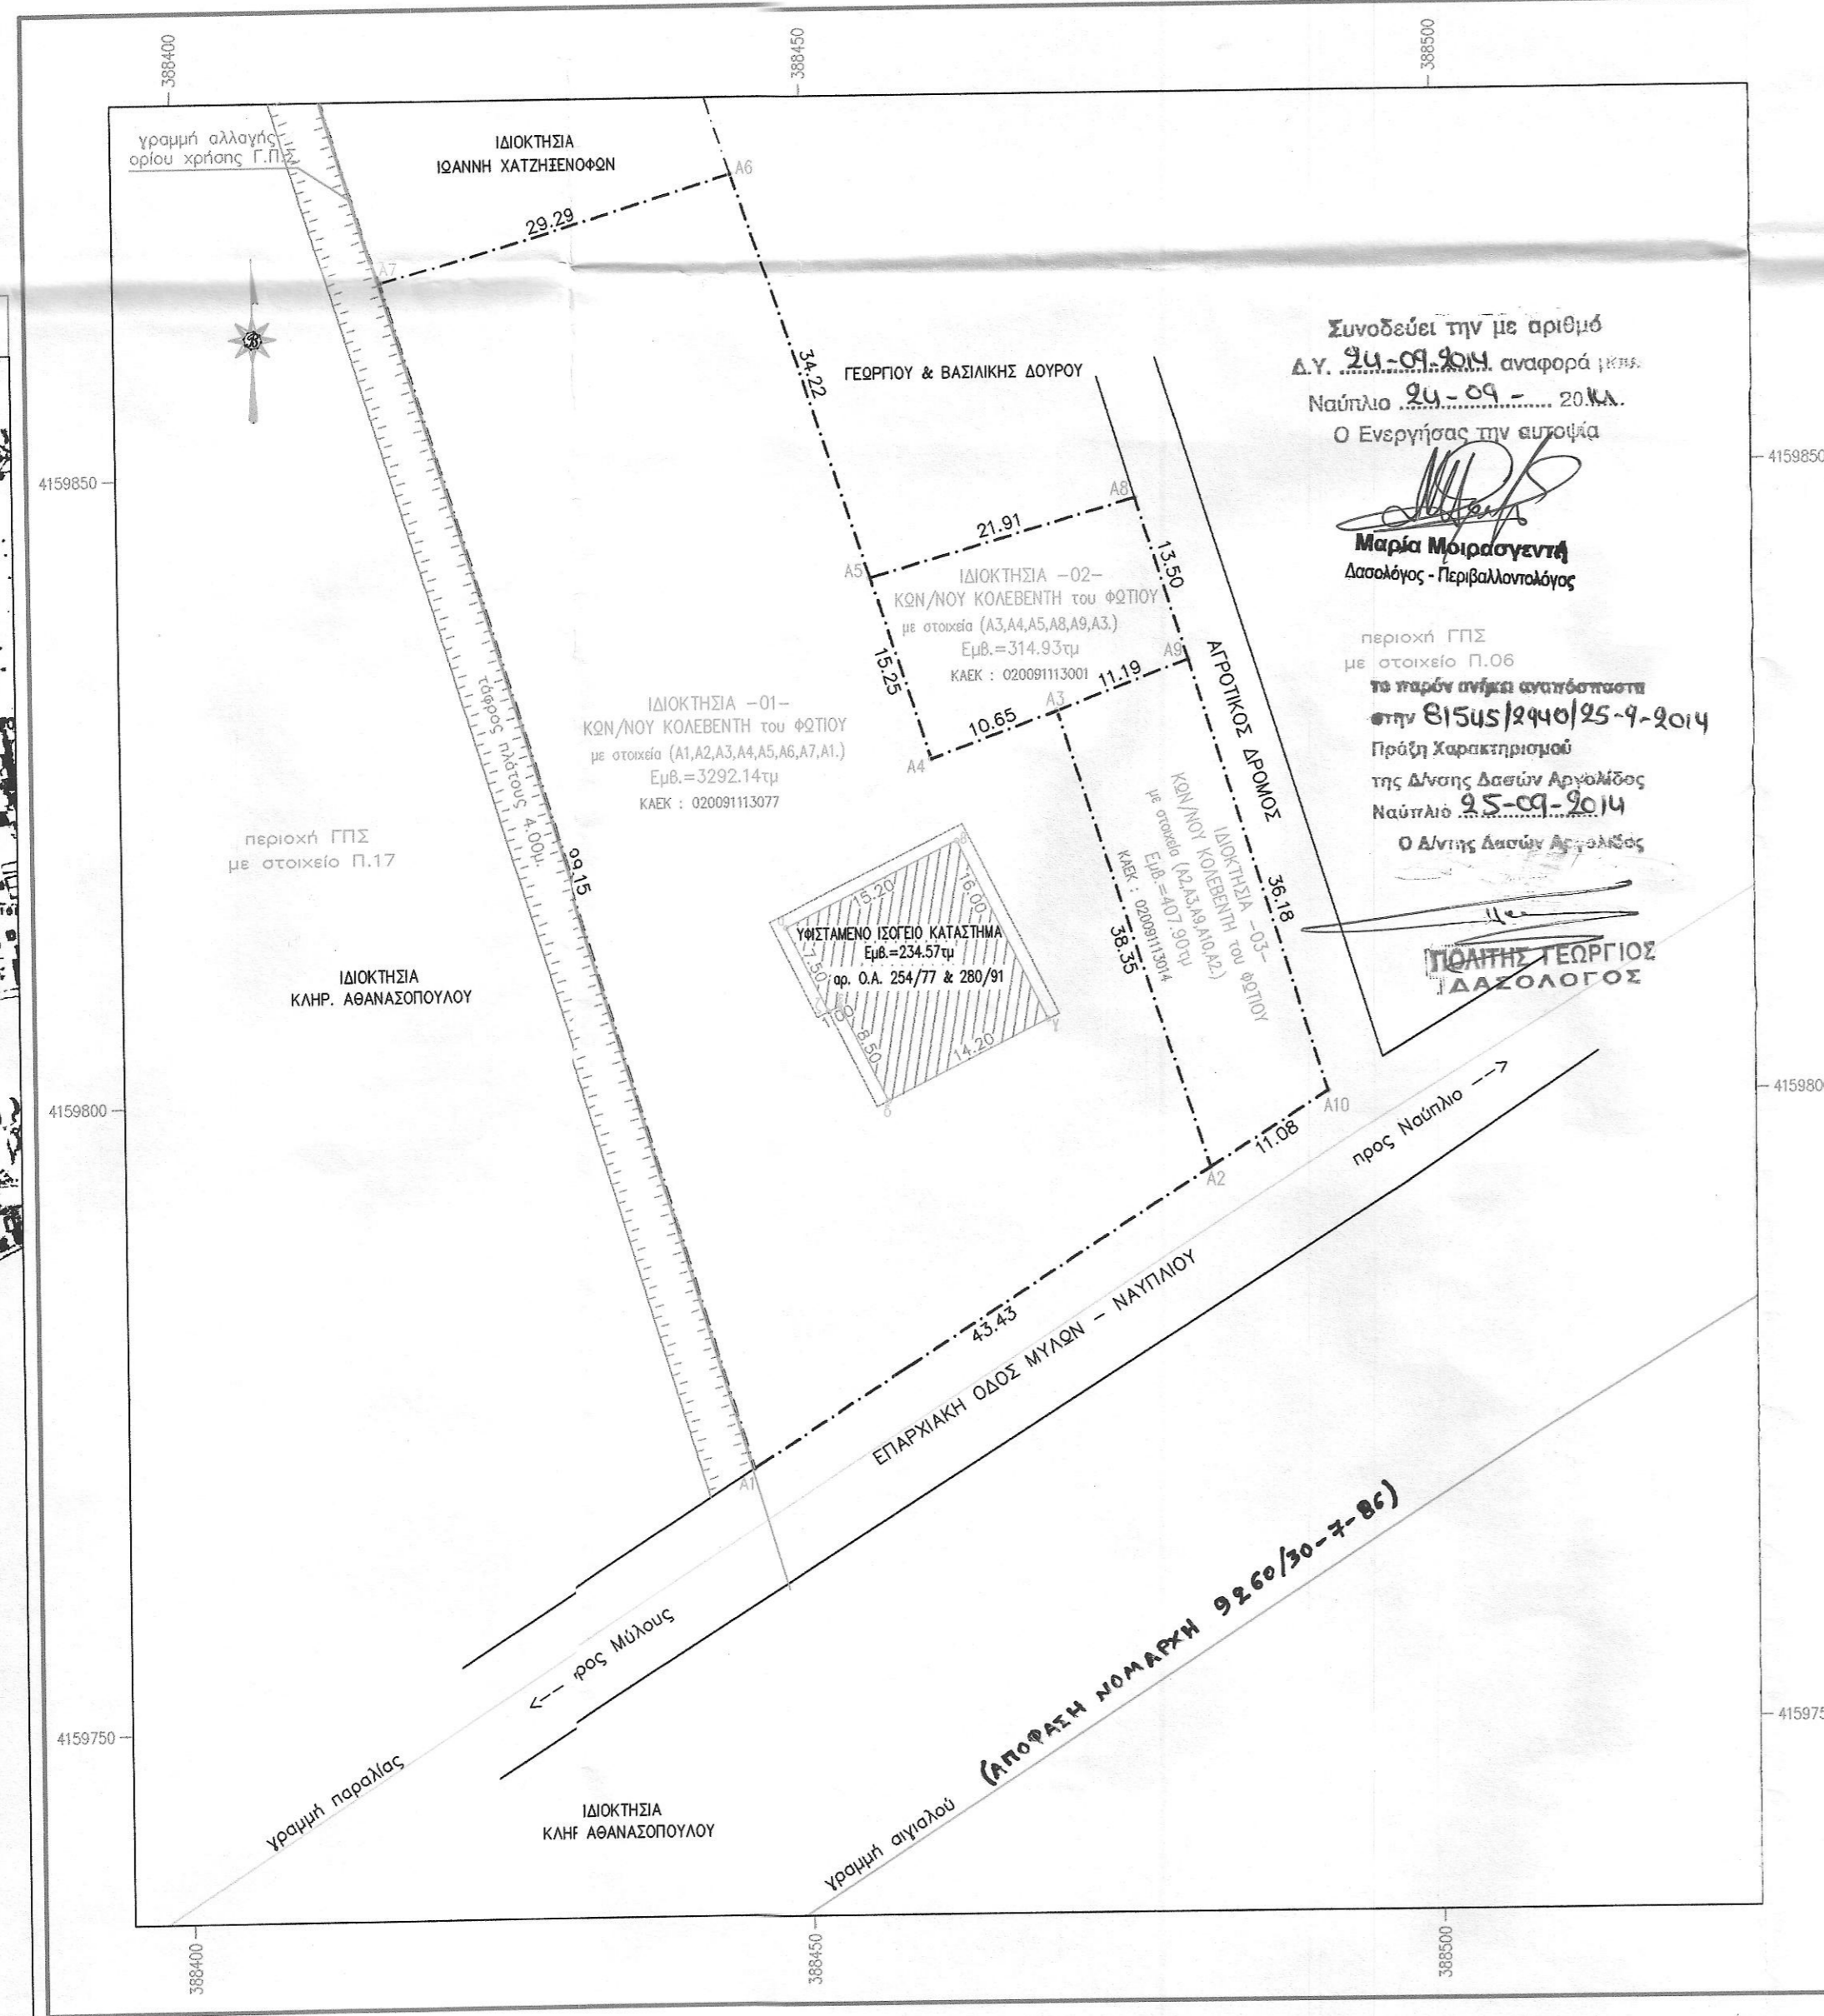 388400
388450
388500
γραμμή αλλαγής
ορίου χρήσης Γ.Π.Σ.
ΙΔΙΟΚΤΗΣΙΑ
ΙΩΑΝΝΗ ΧΑΤΖΗΞΕΝΟΦΩΝ
A6
29.29
A7
34.22
ΓΕΩΡΓΙΟΥ & ΒΑΣΙΛΙΚΗΣ ΔΟΥΡΟΥ
Β
Συνοδεύει την με αριθμό
Δ.Υ. 24-09-2014 αναφορά μας.
Ναύπλιο 24-09- 2014.
Ο Ενεργήσας την αυτοψία
Μαρία Μοιρασγεντή
Δασολόγος - Περιβαλλοντολόγος
4159850
4159850
A8
21.91
A5
13.50
ΙΔΙΟΚΤΗΣΙΑ -02-
ΚΩΝ/ΝΟΥ ΚΟΛΕΒΕΝΤΗ του ΦΩΤΙΟΥ
με στοιχεία (A3,A4,A5,A8,A9,A3.)
Εμβ.=314.93τμ
ΚΑΕΚ : 020091113001
15.25
A9
11.19
A3
10.65
A4
ΑΓΡΟΤΙΚΟΣ ΔΡΟΜΟΣ
περιοχή ΓΠΣ
με στοιχείο Π.06
το παρόν ανήκει αναπόσπαστα
στην 81545/2940/25-9-2014
Πράξη Χαρακτηρισμού
της Δ/νσης Δασών Αργολίδος
Ναύπλιο 25-09-2014
Ο Δ/ντης Δασών Αργολίδος
ΠΟΛΙΤΗΣ ΓΕΩΡΓΙΟΣ
ΔΑΣΟΛΟΓΟΣ
ΙΔΙΟΚΤΗΣΙΑ -01-
ΚΩΝ/ΝΟΥ ΚΟΛΕΒΕΝΤΗ του ΦΩΤΙΟΥ
με στοιχεία (A1,A2,A3,A4,A5,A6,A7,A1.)
Εμβ.=3292.14τμ
ΚΑΕΚ : 020091113077
τάφρος πλάτους 4.00μ.
99.15
περιοχή ΓΠΣ
με στοιχείο Π.17
ΙΔΙΟΚΤΗΣΙΑ
ΚΛΗΡ. ΑΘΑΝΑΣΟΠΟΥΛΟΥ
ΙΔΙΟΚΤΗΣΙΑ -03-
ΚΩΝ/ΝΟΥ ΚΟΛΕΒΕΝΤΗ του ΦΩΤΙΟΥ
με στοιχεία (A2,A3,A9,A10,A2.)
Εμβ.=407.90τμ
ΚΑΕΚ : 020091113014
36.18
38.35
15.20
16.00
ΥΦΙΣΤΑΜΕΝΟ ΙΣΟΓΕΙΟ ΚΑΤΑΣΤΗΜΑ
Εμβ.=234.57τμ
αρ. Ο.Α. 254/77 & 280/91
7.50
1.00
8.50
14.20
γ
δ
4159800
4159800
A10
11.08
A2
προς Ναύπλιο
43.43
ΕΠΑΡΧΙΑΚΗ ΟΔΟΣ ΜΥΛΩΝ - ΝΑΥΠΛΙΟΥ
A1
ρος Μύλους
4159750
415975
γραμμή παραλίας
ΙΔΙΟΚΤΗΣΙΑ
ΚΛΗΡ ΑΘΑΝΑΣΟΠΟΥΛΟΥ
γραμμή αιγιαλού
(ΑΠΟΦΑΣΗ ΝΟΜΑΡΧΗ 9260/30-7-86)
388400
388450
388500